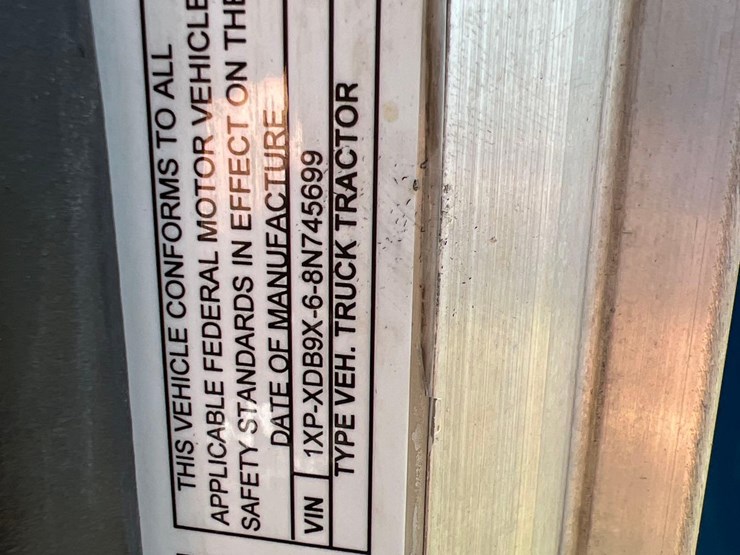 THIS VEHICLE CONFORMS TO ALL
APPLICABLE FEDERAL MOTOR VEHICLE
SAFETY STANDARDS IN EFFECT ON THE
DATE OF MANUFACTURE
VIN 1XP-XDB9X-6-8N745699
TYPE VEH. TRUCK TRACTOR